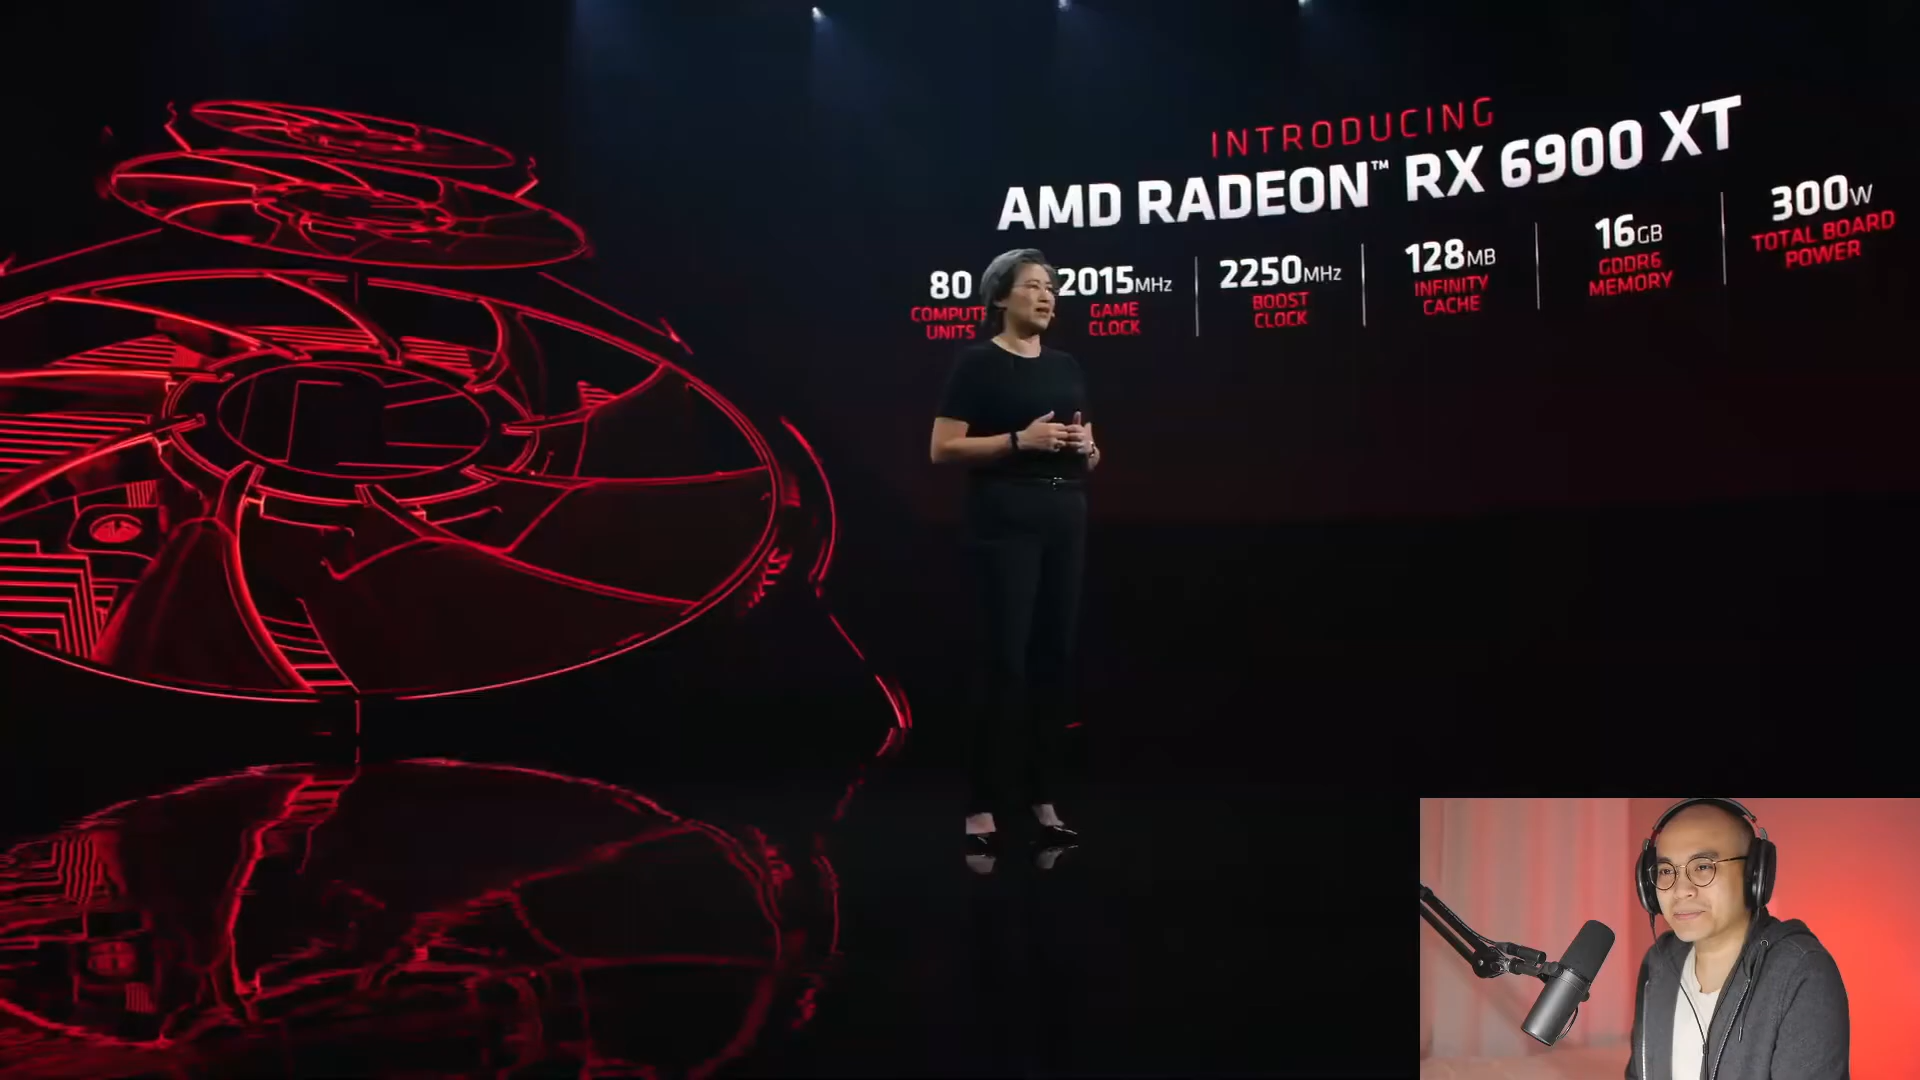 INTRODUCING
AMD RADEON™ RX 6900 XT
80
COMPUTE
UNITS
2015MHz
GAME
CLOCK
2250MHz
BOOST
CLOCK
128MB
INFINITY
CACHE
16GB
GDDR6
MEMORY
300W
TOTAL BOARD
POWER